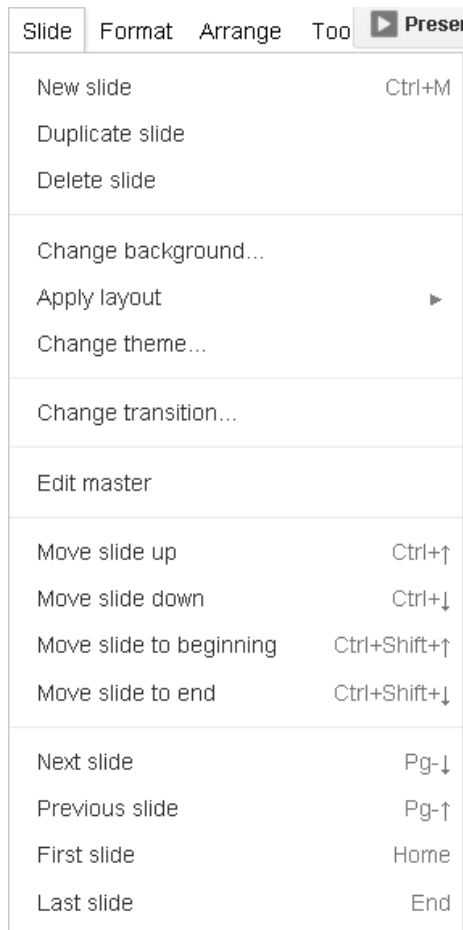 Slide Format Arrange Too Preser
New slide Ctrl+M
Duplicate slide
Delete slide
Change background...
Apply layout ►
Change theme...
Change transition...
Edit master
Move slide up Ctrl+↑
Move slide down Ctrl+↓
Move slide to beginning Ctrl+Shift+↑
Move slide to end Ctrl+Shift+↓
Next slide Pg-↓
Previous slide Pg-↑
First slide Home
Last slide End